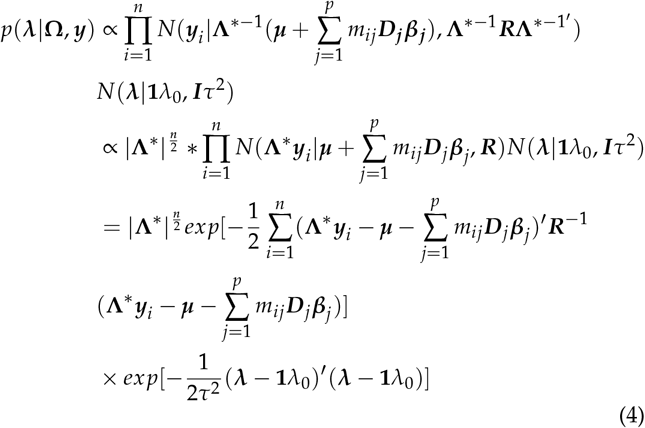 p(λ|Ω, y) ∝ ∏_{i=1}^{n} N(y_i|Λ^{*−1}(μ + ∑_{j=1}^{p} m_{ij}D_jβ_j), Λ^{*−1}RΛ^{*−1′})
N(λ|1λ_0, Iτ^2)
∝ |Λ^*|^{n/2} * ∏_{i=1}^{n} N(Λ^*y_i|μ + ∑_{j=1}^{p} m_{ij}D_jβ_j, R)N(λ|1λ_0, Iτ^2)
= |Λ^*|^{n/2} exp[−1/2 ∑_{i=1}^{n} (Λ^*y_i − μ − ∑_{j=1}^{p} m_{ij}D_jβ_j)′R^{−1}
(Λ^*y_i − μ − ∑_{j=1}^{p} m_{ij}D_jβ_j)]
× exp[−1/(2τ^2) (λ − 1λ_0)′(λ − 1λ_0)]
(4)